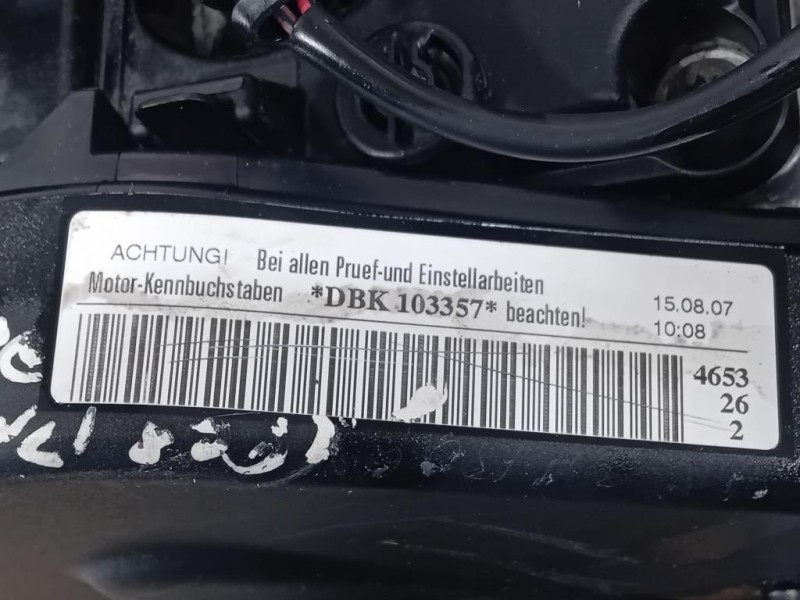 ACHTUNG! Bei allen Pruef-und Einstellarbeiten
Motor-Kennbuchstaben *DBK 103357* beachten!
15.08.07
10:08
4653
26
2